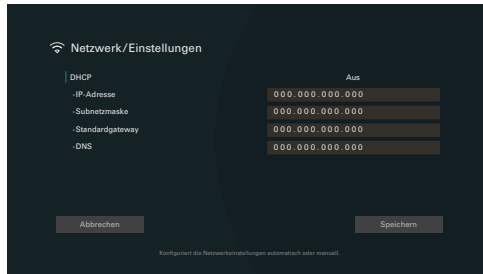 Netzwerk/Einstellungen
DHCP Aus
-IP-Adresse 000.000.000.000
-Subnetzmaske 000.000.000.000
-Standardgateway 000.000.000.000
-DNS 000.000.000.000
Abbrechen Speichern
Konfiguriert die Netzwerkeinstellungen automatisch oder manuell.